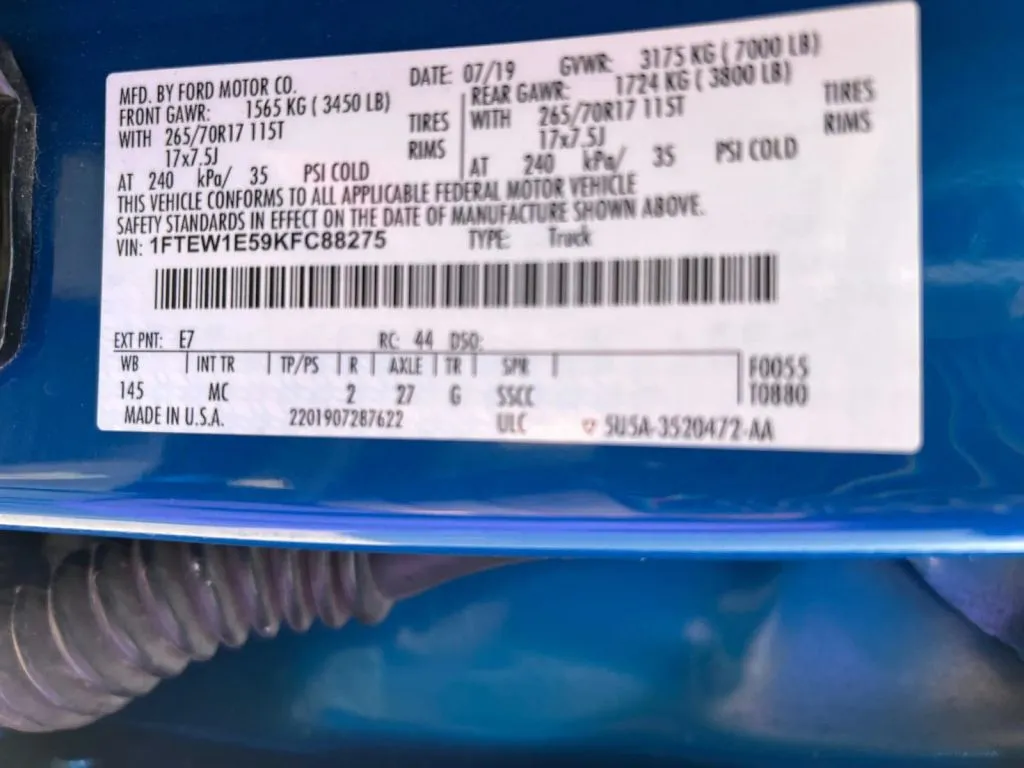 MFD. BY FORD MOTOR CO. DATE: 07/19 GVWR: 3175 KG ( 7000 LB)
FRONT GAWR: 1565 KG ( 3450 LB) REAR GAWR: 1724 KG ( 3800 LB)
WITH 265/70R17 115T TIRES WITH 265/70R17 115T TIRES
17x7.5J RIMS 17x7.5J RIMS
AT 240 kPa/ 35 PSI COLD AT 240 kPa/ 35 PSI COLD
THIS VEHICLE CONFORMS TO ALL APPLICABLE FEDERAL MOTOR VEHICLE
SAFETY STANDARDS IN EFFECT ON THE DATE OF MANUFACTURE SHOWN ABOVE.
VIN: 1FTEW1E59KFC88275 TYPE: Truck
EXT PNT: E7 RC: 44 DSO:
WB INT TR TP/PS R AXLE TR SPR F0055
145 MC 2 27 G SSCC T0880
MADE IN U.S.A. 2201907287622 ULC 5U5A-3520472-AA